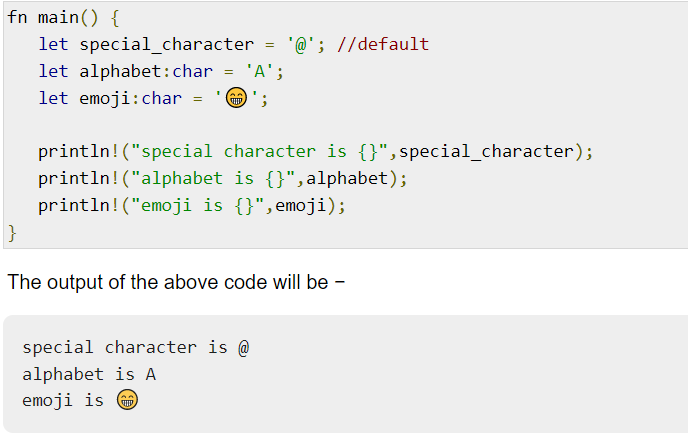 fn main() {
   let special_character = '@'; //default
   let alphabet:char = 'A';
   let emoji:char = '😁';
   println!("special character is {}",special_character);
   println!("alphabet is {}",alphabet);
   println!("emoji is {}",emoji);
}
The output of the above code will be −
special character is @
alphabet is A
emoji is 😁